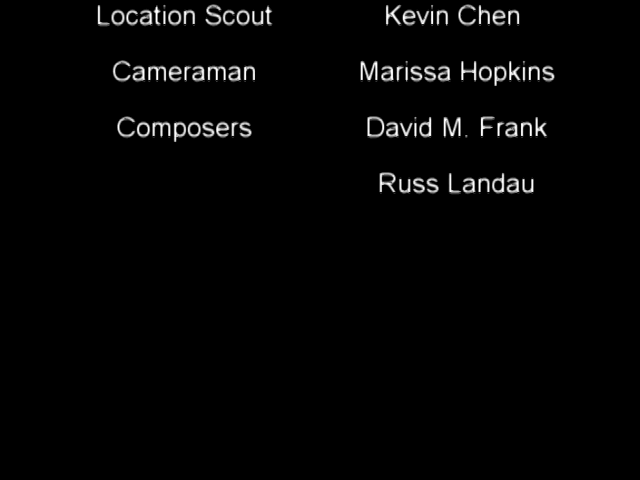 Location Scout Kevin Chen
Cameraman Marissa Hopkins
Composers David M. Frank
Russ Landau